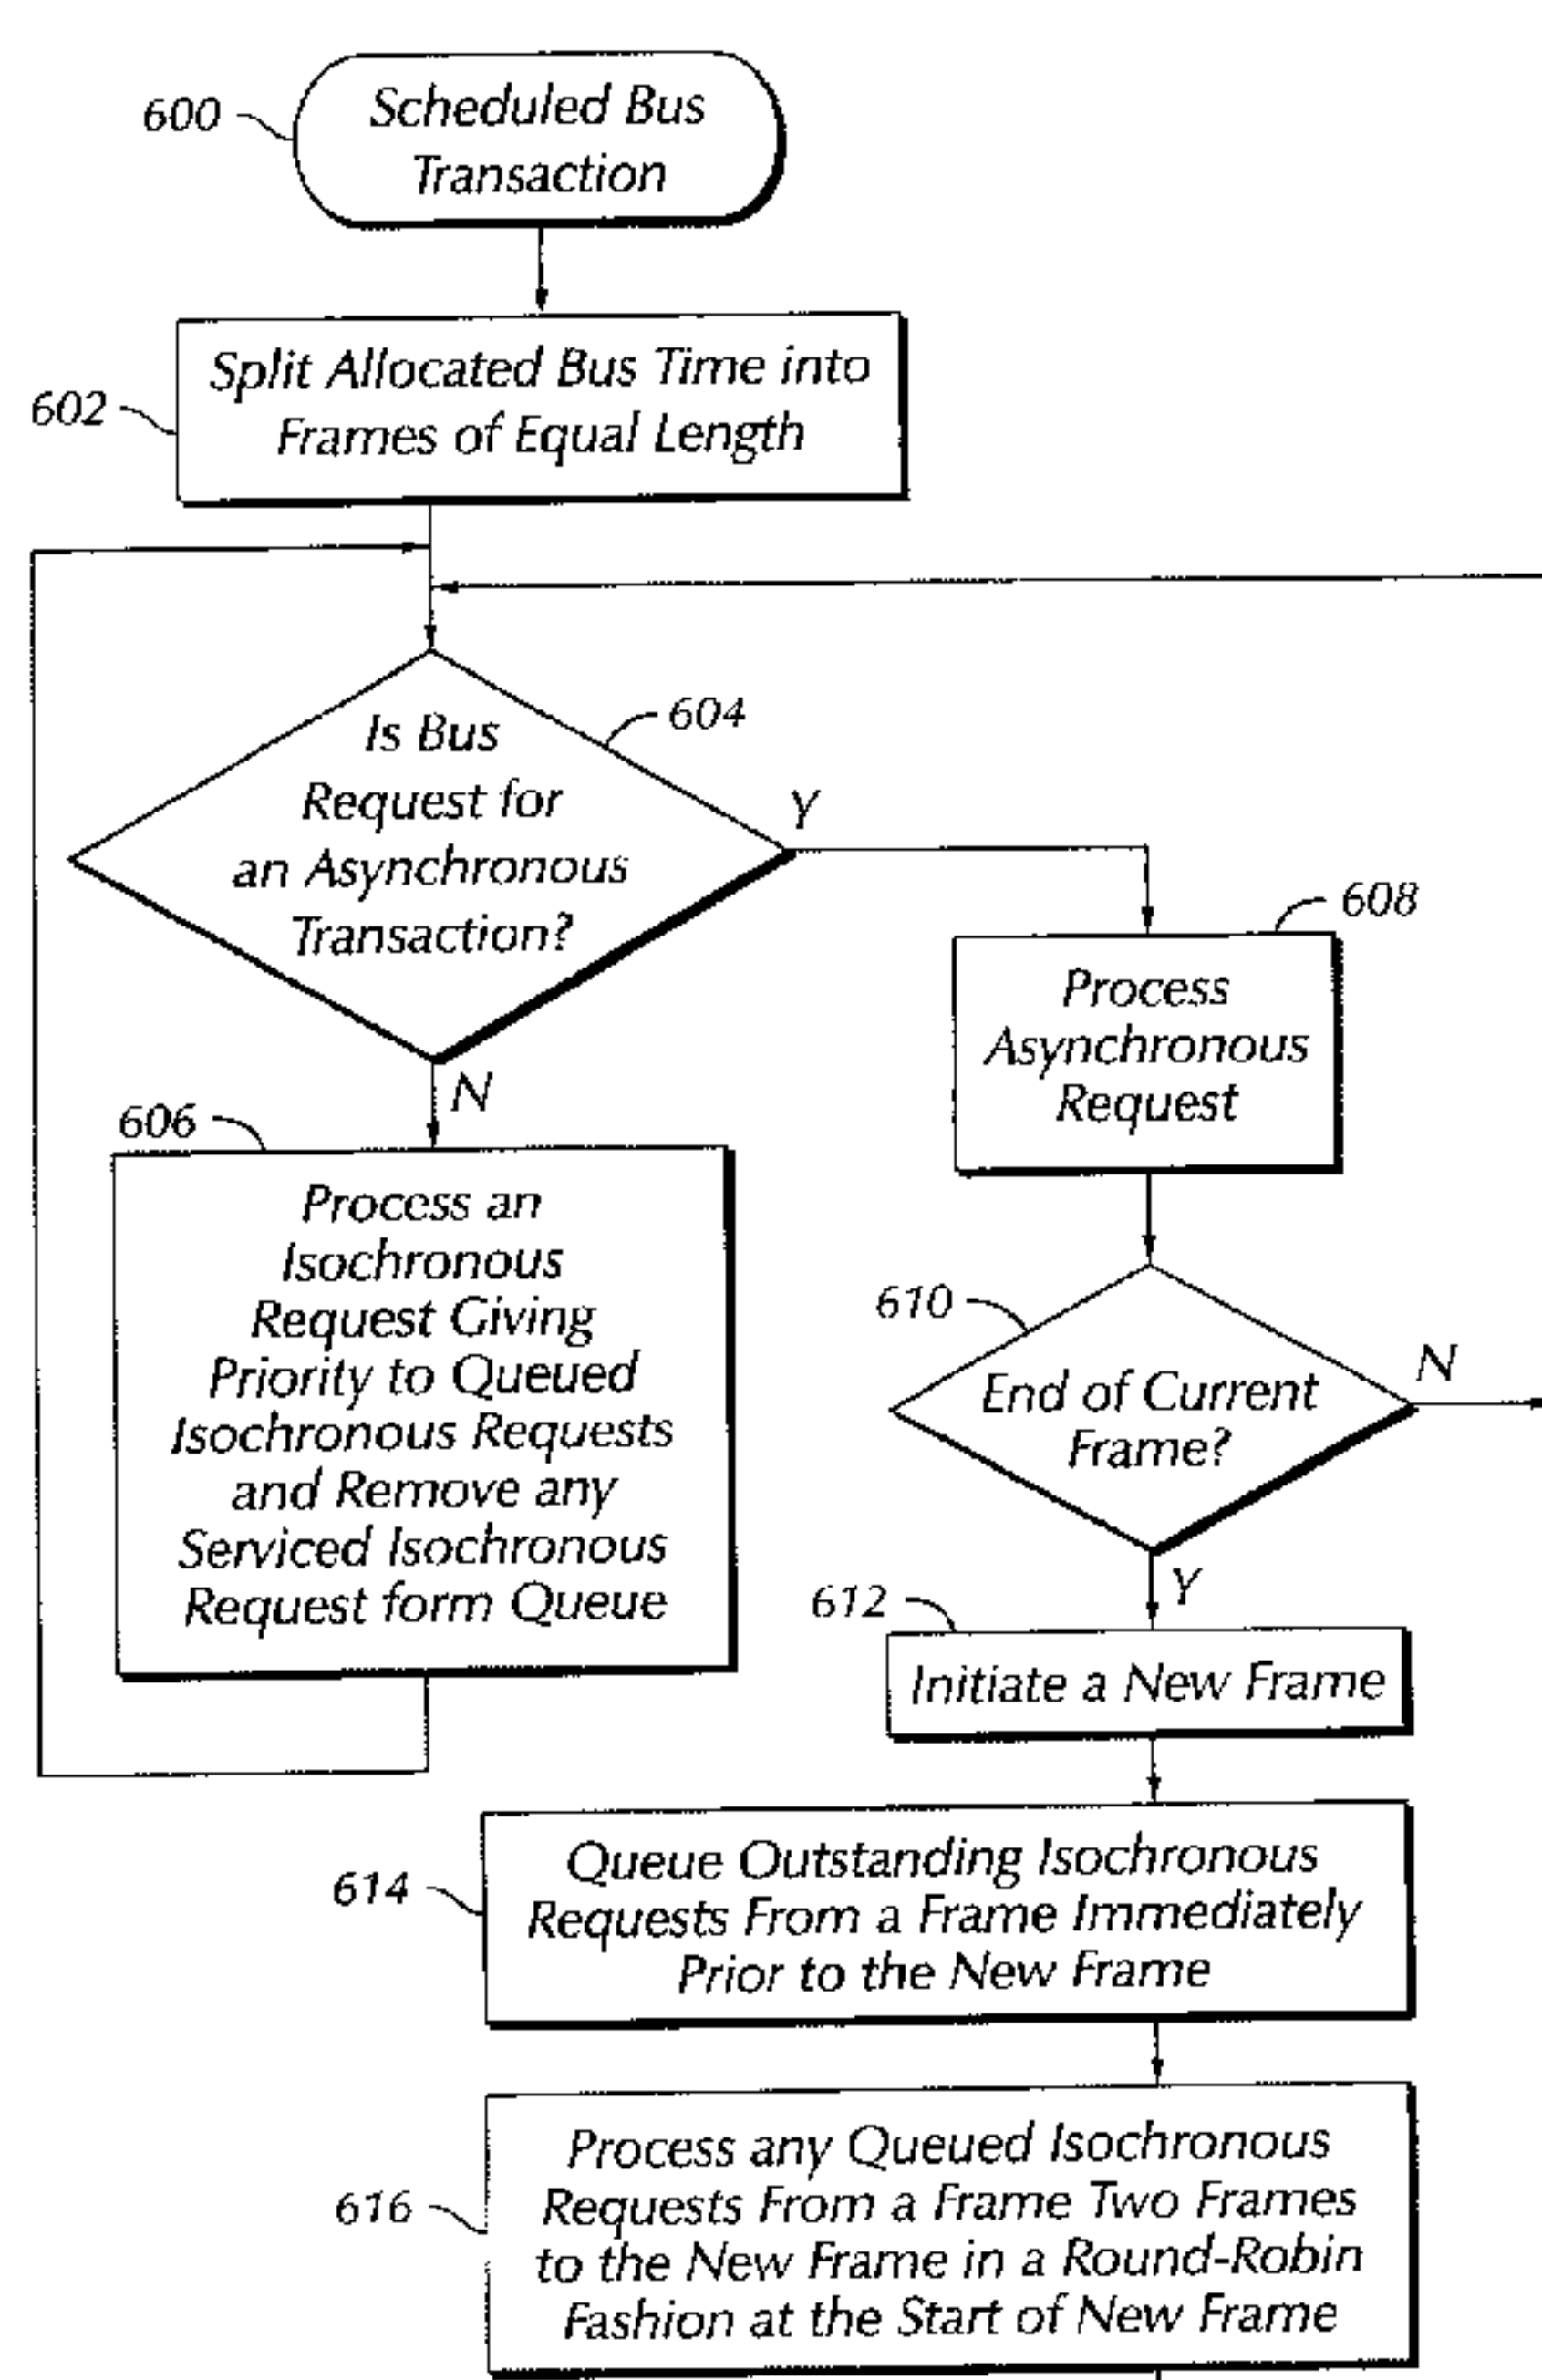 600
Scheduled Bus
Transaction
602
Split Allocated Bus Time into
Frames of Equal Length
604
Is Bus
Request for
an Asynchronous
Transaction?
Y
N
608
Process
Asynchronous
Request
606
Process an
Isochronous
Request Giving
Priority to Queued
Isochronous Requests
and Remove any
Serviced Isochronous
Request form Queue
610
End of Current
Frame?
N
Y
612
Initiate a New Frame
614
Queue Outstanding Isochronous
Requests From a Frame Immediately
Prior to the New Frame
616
Process any Queued Isochronous
Requests From a Frame Two Frames
to the New Frame in a Round-Robin
Fashion at the Start of New Frame